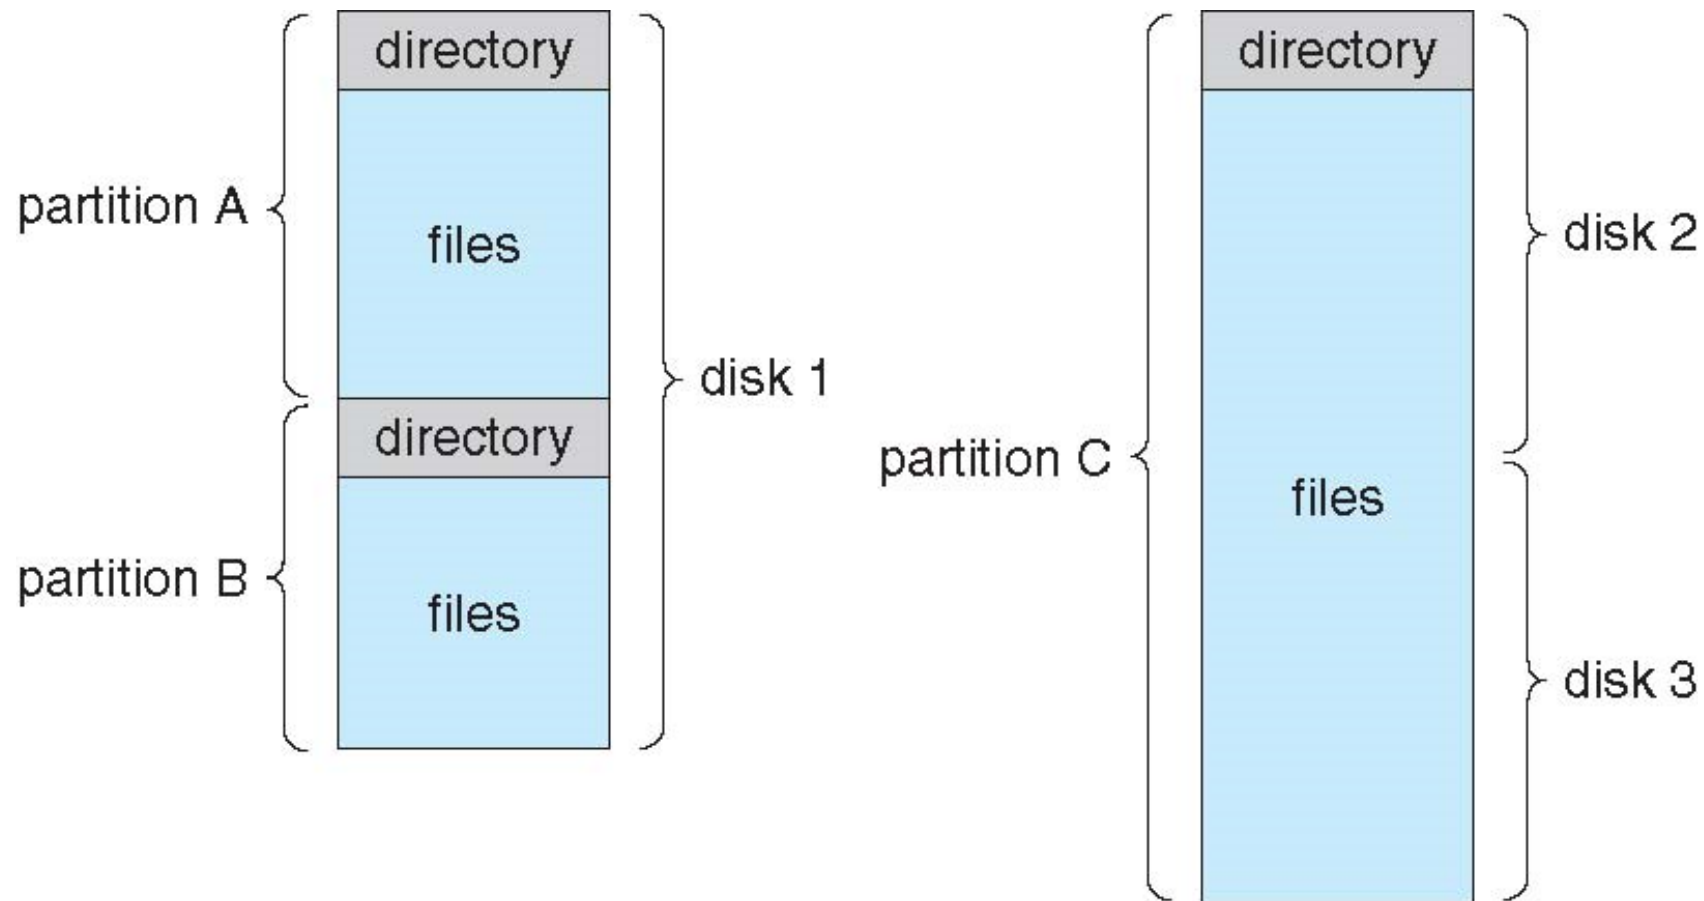 directory
partition A
files
disk 1
directory
partition B
files
directory
disk 2
partition C
files
disk 3